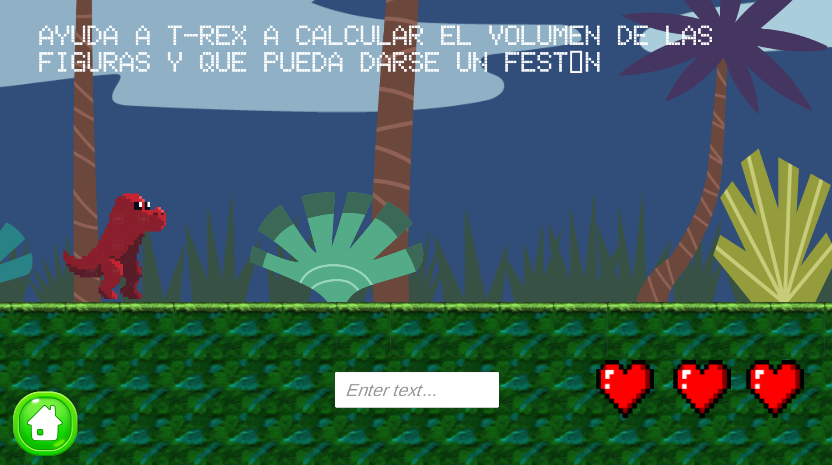 AYUDA A T-REX A CALCULAR EL VOLUMEN DE LAS
FIGURAS Y QUE PUEDA DARSE UN FEST▯N
Enter text...